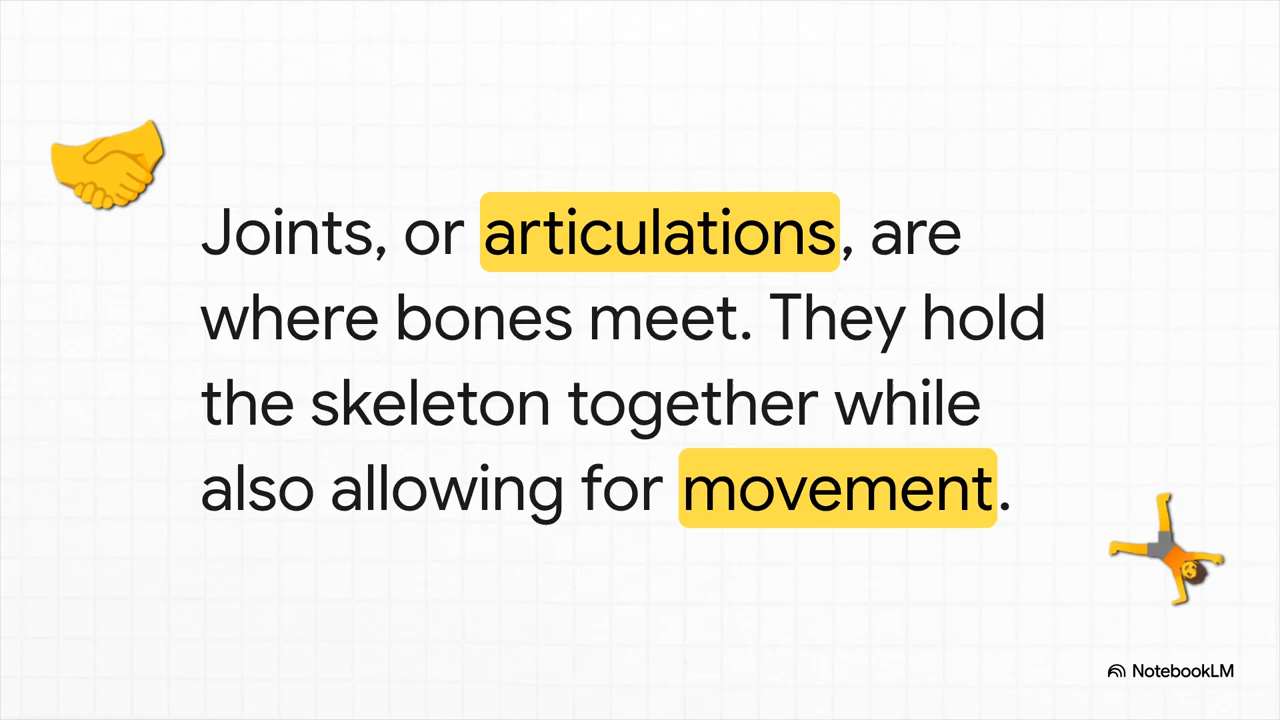 Joints, or articulations, are
where bones meet. They hold
the skeleton together while
also allowing for movement.
NotebookLM